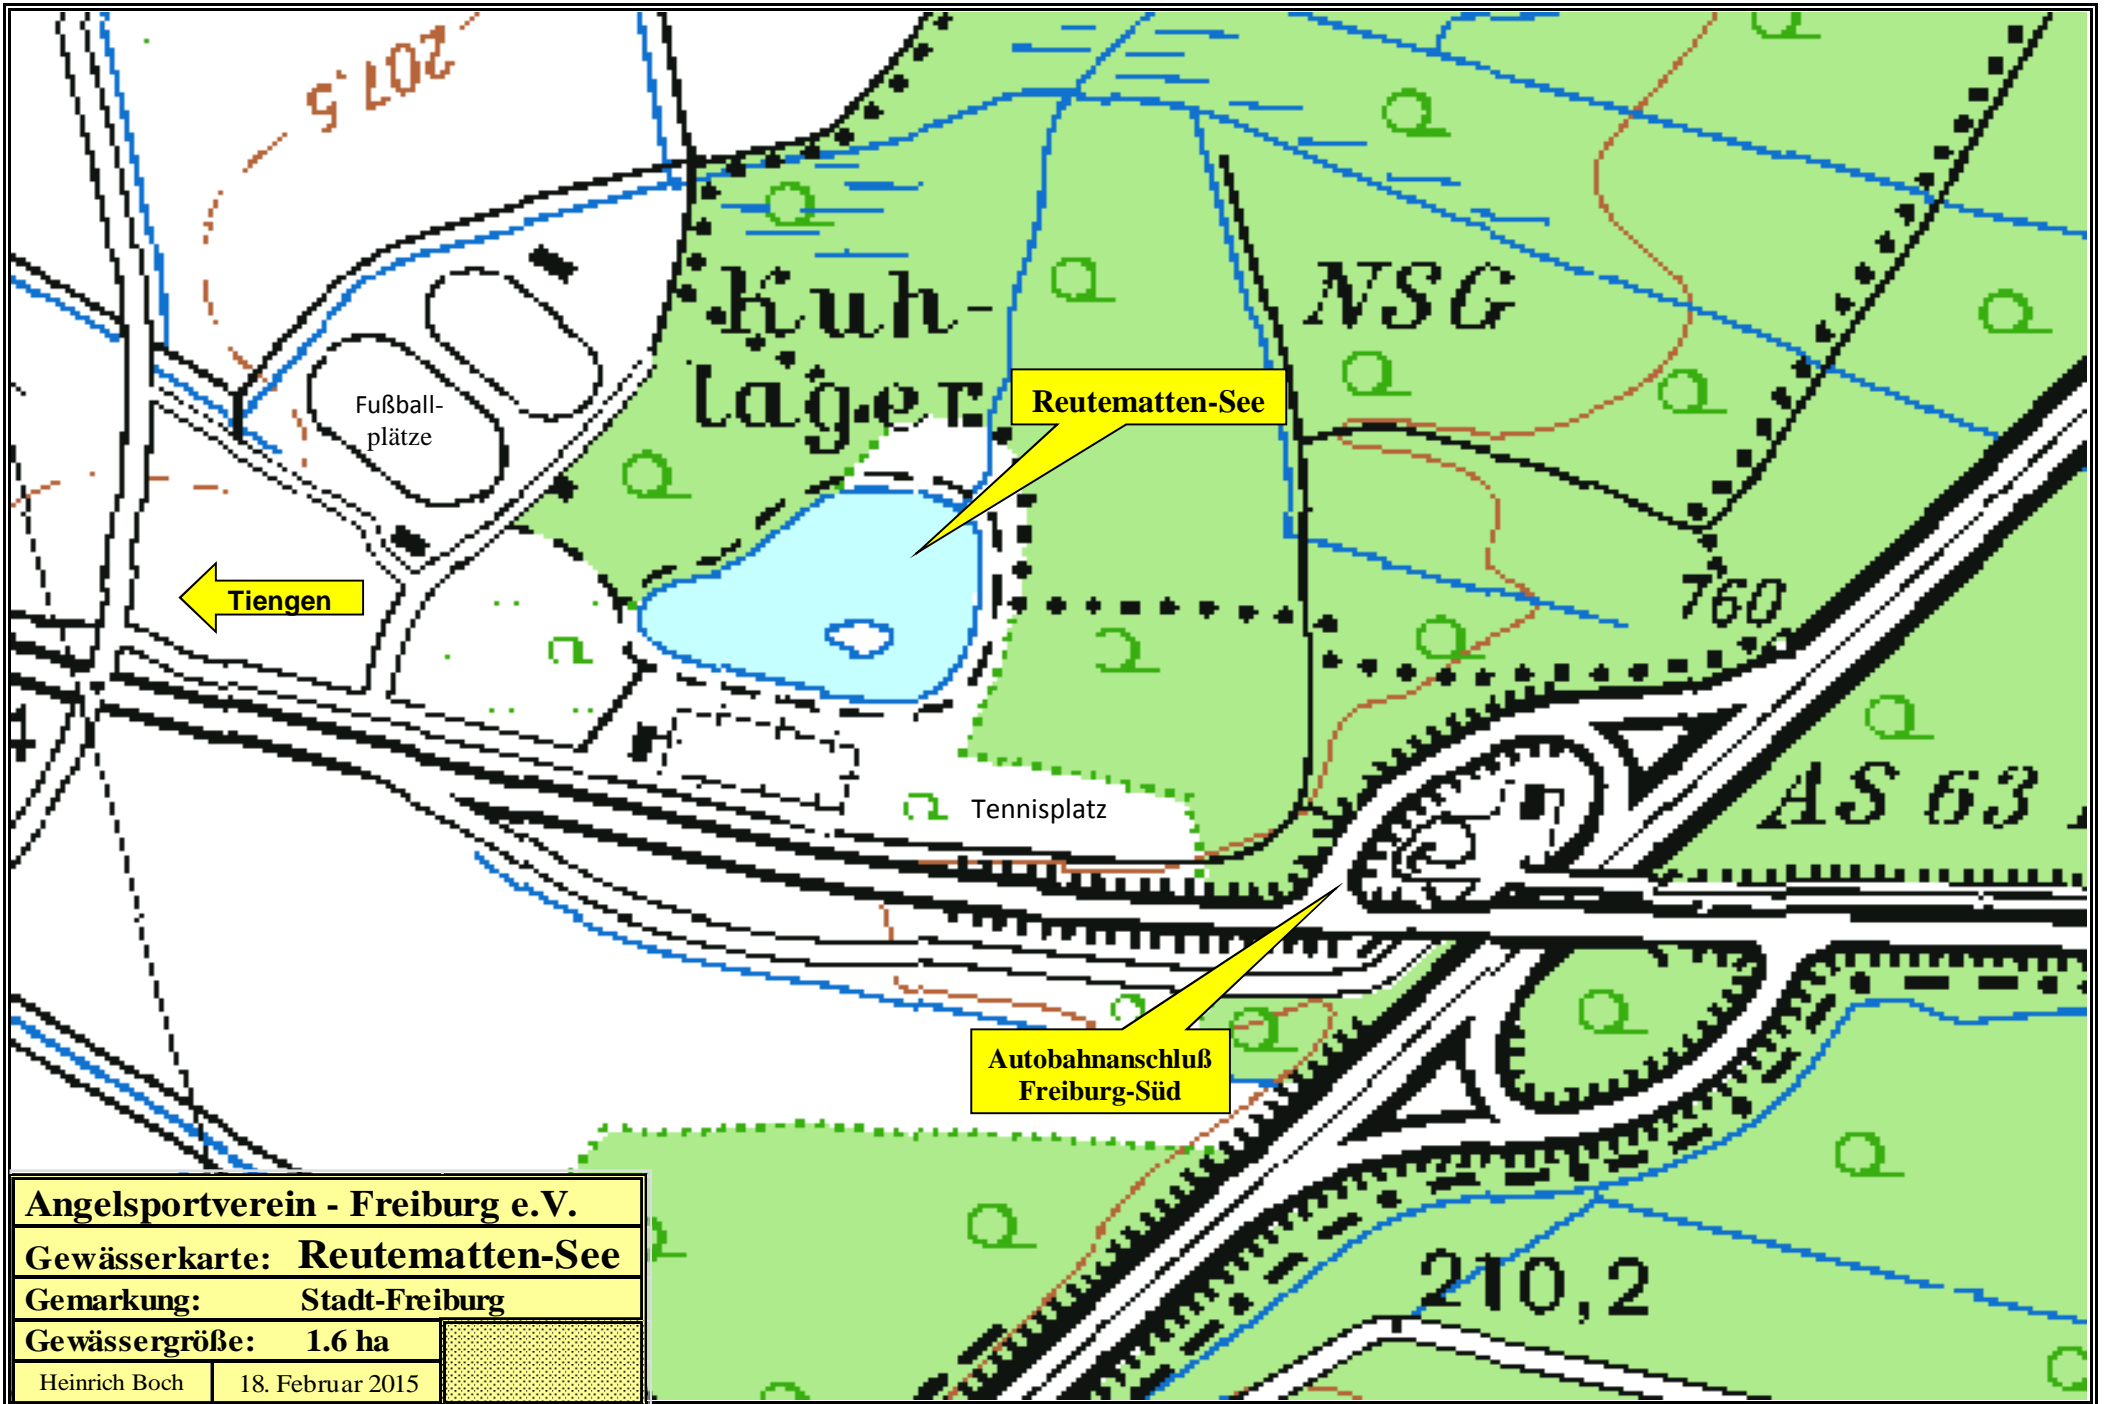 207.5
Kuh-
lager
NSG
Reutematten-See
Fußball-
plätze
Tiengen
760
AS 63
Tennisplatz
Autobahnanschluß
Freiburg-Süd
210,2
Angelsportverein - Freiburg e.V.
Gewässerkarte: Reutematten-See
Gemarkung: Stadt-Freiburg
Gewässergröße: 1.6 ha
Heinrich Boch 18. Februar 2015